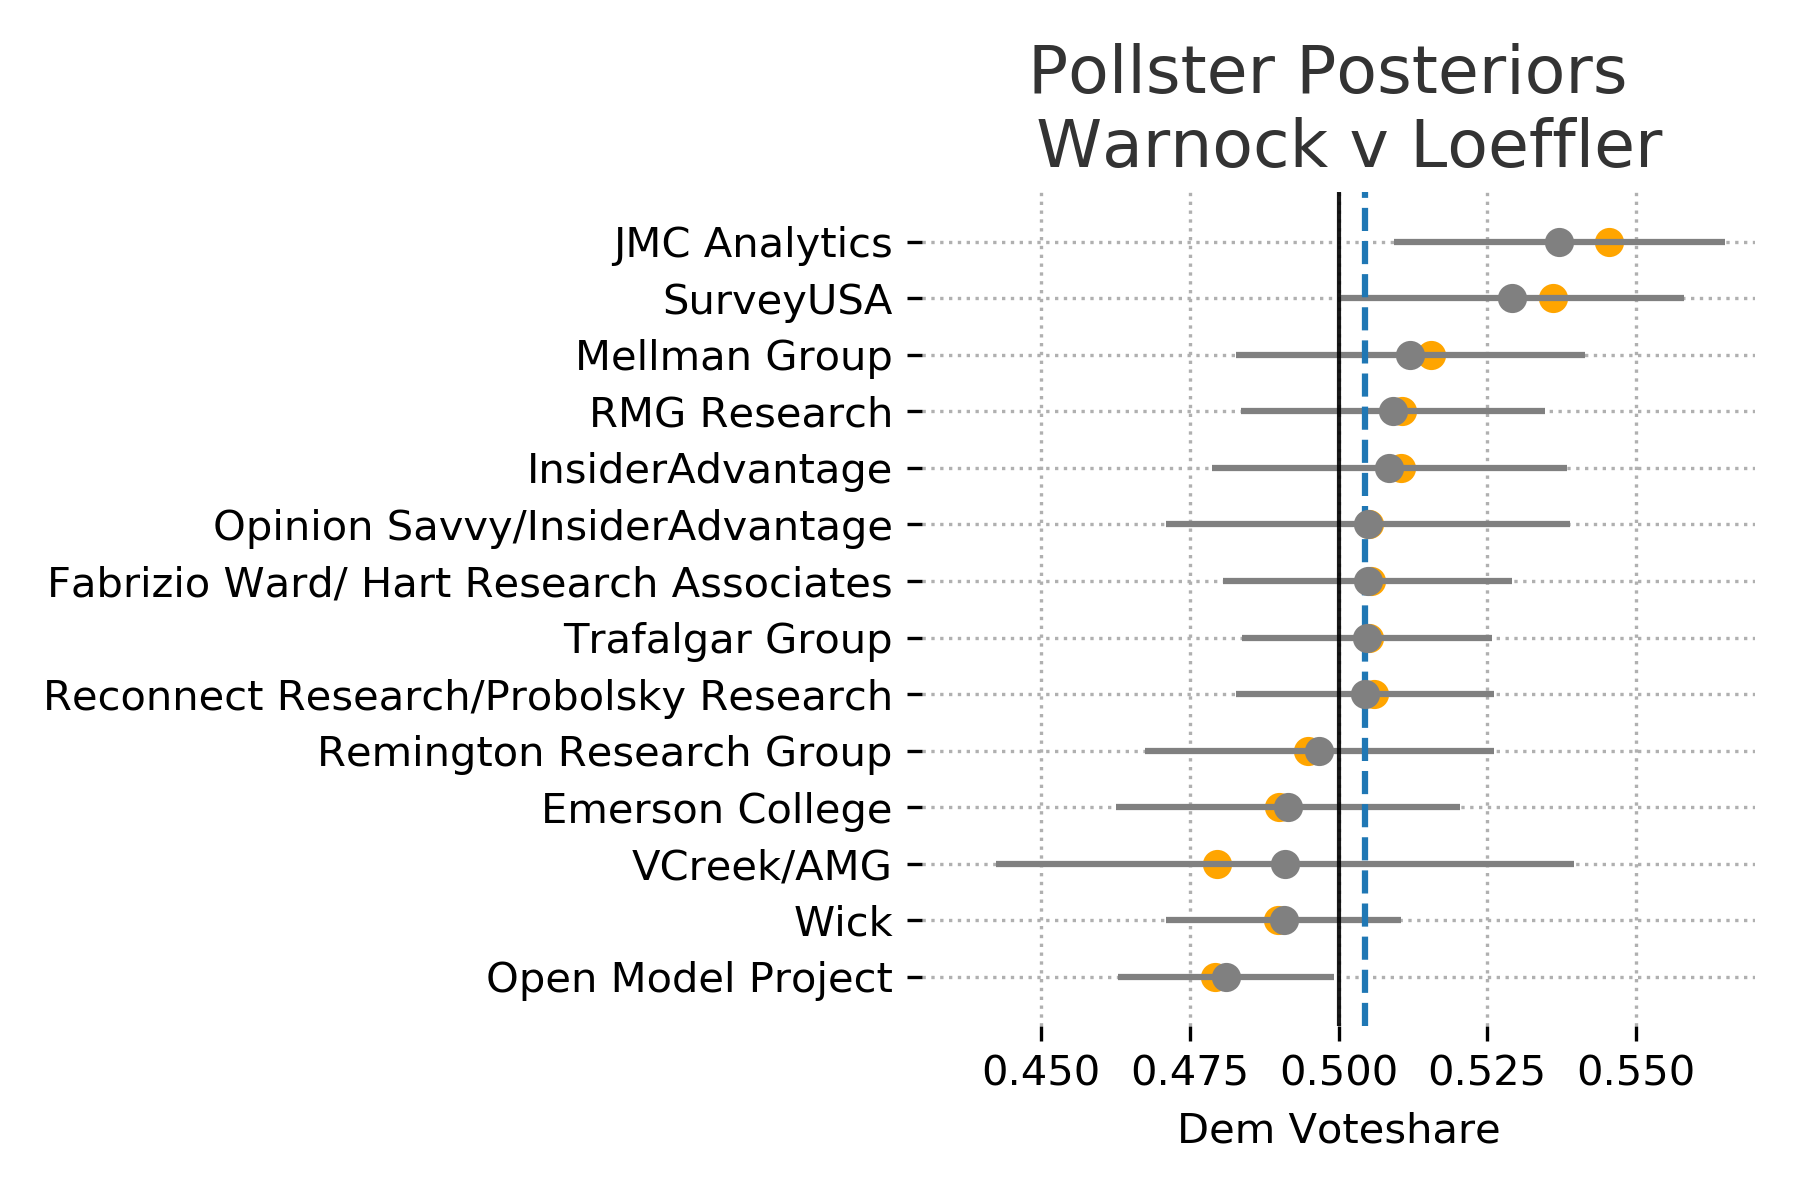 Pollster Posteriors
Warnock v Loeffler
JMC Analytics
SurveyUSA
Mellman Group
RMG Research
InsiderAdvantage
Opinion Savvy/InsiderAdvantage
Fabrizio Ward/ Hart Research Associates
Trafalgar Group
Reconnect Research/Probolsky Research
Remington Research Group
Emerson College
VCreek/AMG
Wick
Open Model Project
0.450 0.475 0.500 0.525 0.550
Dem Voteshare